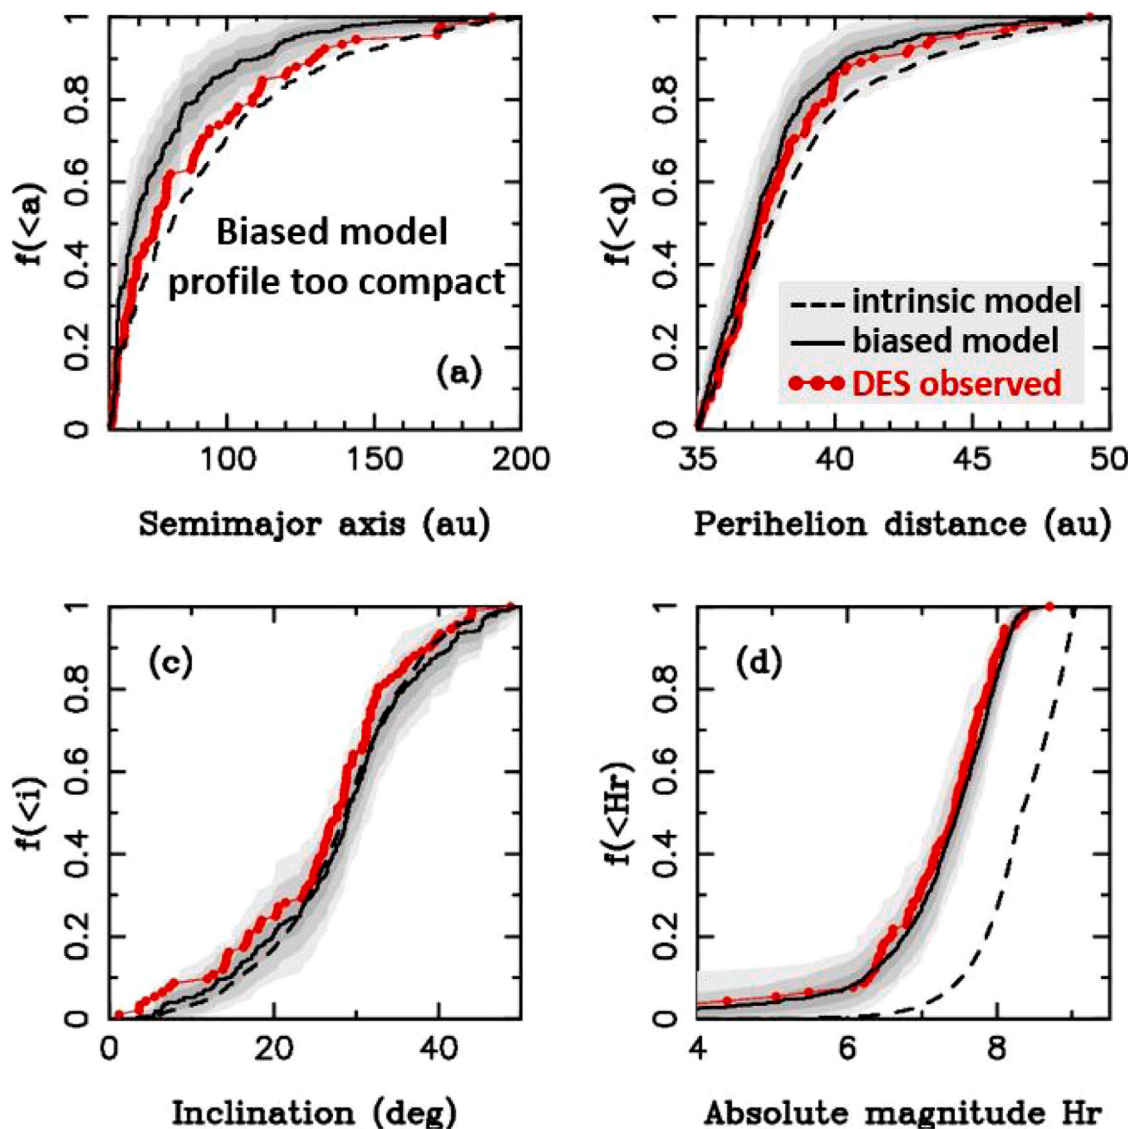 f(<a)
0 0.2 0.4 0.6 0.8 1
Biased model
profile too compact
(a)
100 150 200
Semimajor axis (au)
f(<q)
0 0.2 0.4 0.6 0.8 1
intrinsic model
biased model
DES observed
35 40 45 50
Perihelion distance (au)
f(<i)
0 0.2 0.4 0.6 0.8 1
(c)
0 20 40
Inclination (deg)
f(<Hr)
0 0.2 0.4 0.6 0.8 1
(d)
4 6 8
Absolute magnitude Hr